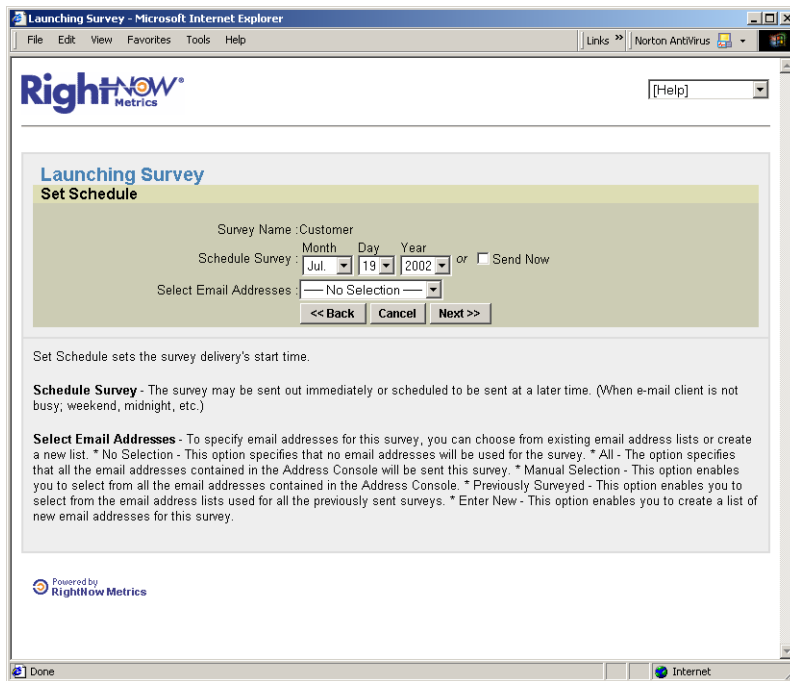 Launching Survey - Microsoft Internet Explorer
File Edit View Favorites Tools Help Links » Norton AntiVirus
RightNOW®
Metrics
[Help]
Launching Survey
Set Schedule
Survey Name :Customer
Month Day Year
Schedule Survey : Jul. 19 2002 or Send Now
Select Email Addresses : ── No Selection ──
<< Back Cancel Next >>
Set Schedule sets the survey delivery's start time.
Schedule Survey - The survey may be sent out immediately or scheduled to be sent at a later time. (When e-mail client is not
busy; weekend, midnight, etc.)
Select Email Addresses - To specify email addresses for this survey, you can choose from existing email address lists or create
a new list. * No Selection - This option specifies that no email addresses will be used for the survey. * All - The option specifies
that all the email addresses contained in the Address Console will be sent this survey. * Manual Selection - This option enables
you to select from all the email addresses contained in the Address Console. * Previously Surveyed - This option enables you to
select from the email address lists used for all the previously sent surveys. * Enter New - This option enables you to create a list of
new email addresses for this survey.
Powered by
RightNow Metrics
Done Internet